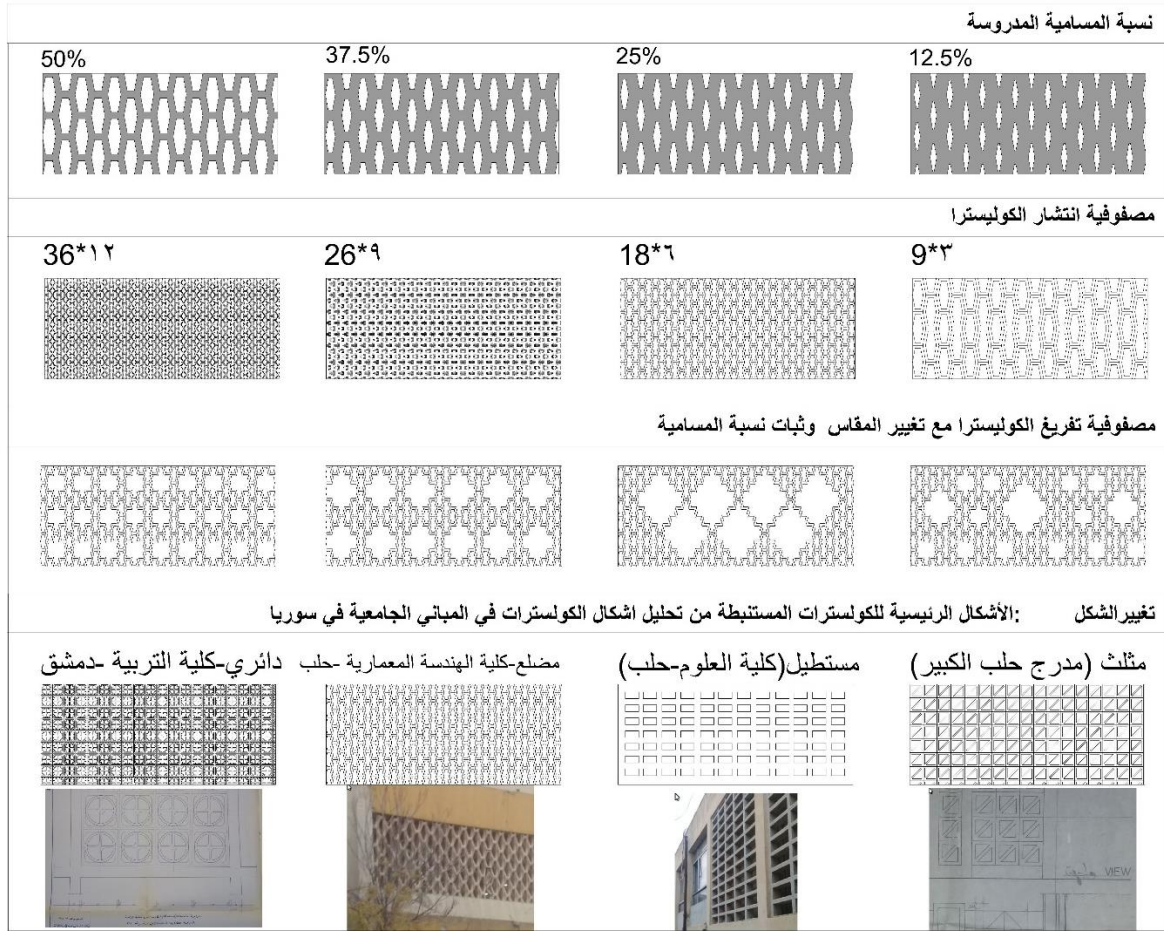 نسبة المسامية المدروسة
50% 37.5% 25% 12.5%
مصفوفية انتشار الكوليسترا
36*١٢ 26*٩ 18*٦ 9*٣
مصفوفية تفريغ الكوليسترا مع تغيير المقاس وثبات نسبة المسامية
تغييرالشكل :الأشكال الرئيسية للكولسترات المستنبطة من تحليل اشكال الكولسترات في المباني الجامعية في سوريا
مثلث (مدرج حلب الكبير)
مستطيل(كلية العلوم-حلب)
مضلع-كلية الهندسة المعمارية -حلب
دائري-كلية التربية -دمشق
VIEW